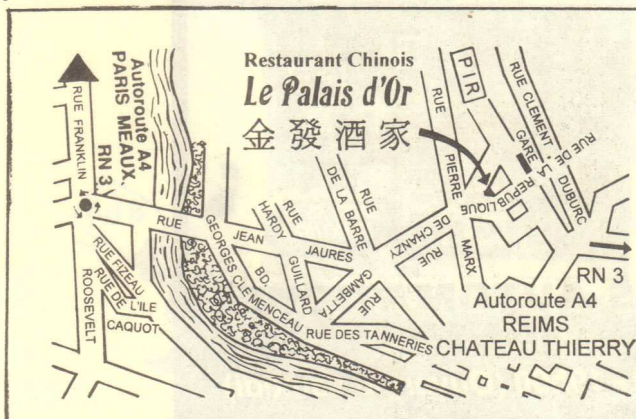 Restaurant Chinois
Le Palais d'Or
金發酒家
Autoroute A4
PARIS MEAUX
RN 3
RUE FRANKLIN
ROOSEVELT
RUE FIZEAU
RUE DE L'ILE
CAQUOT
RUE JEAN JAURES
BD. GEORGES CLEMENCEAU
RUE HARDY
GUILLARD
RUE DE LA BARRE
RUE GAMBETTA
RUE DE CHANZY
RUE DES TANNERIES
RUE PIERRE MARX
PIR
RUE CLEMENT
DUBURC
RUE DE LA REPUBLIQUE
GARE
RN 3
Autoroute A4
REIMS
CHATEAU THIERRY